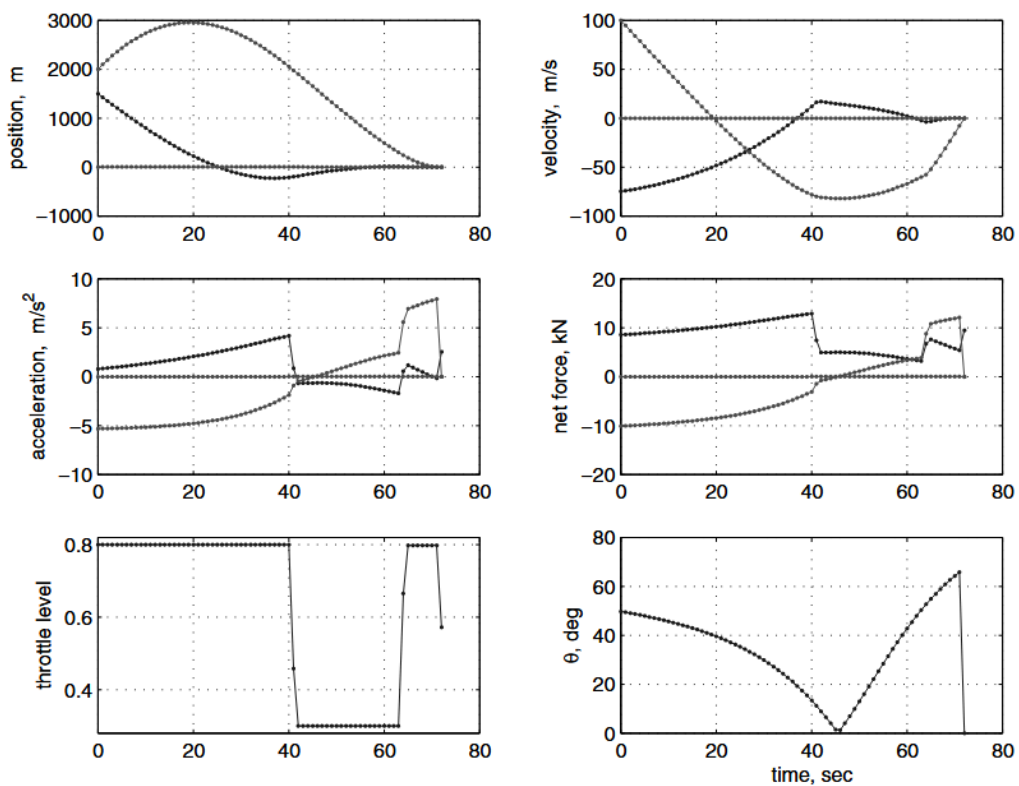 position, m
3000
2000
1000
0
−1000
0 20 40 60 80
velocity, m/s
100
50
0
−50
−100
0 20 40 60 80
acceleration, m/s²
10
5
0
−5
−10
0 20 40 60 80
net force, kN
20
10
0
−10
−20
0 20 40 60 80
throttle level
0.8
0.6
0.4
0 20 40 60 80
θ, deg
80
60
40
20
0
0 20 40 60 80
time, sec